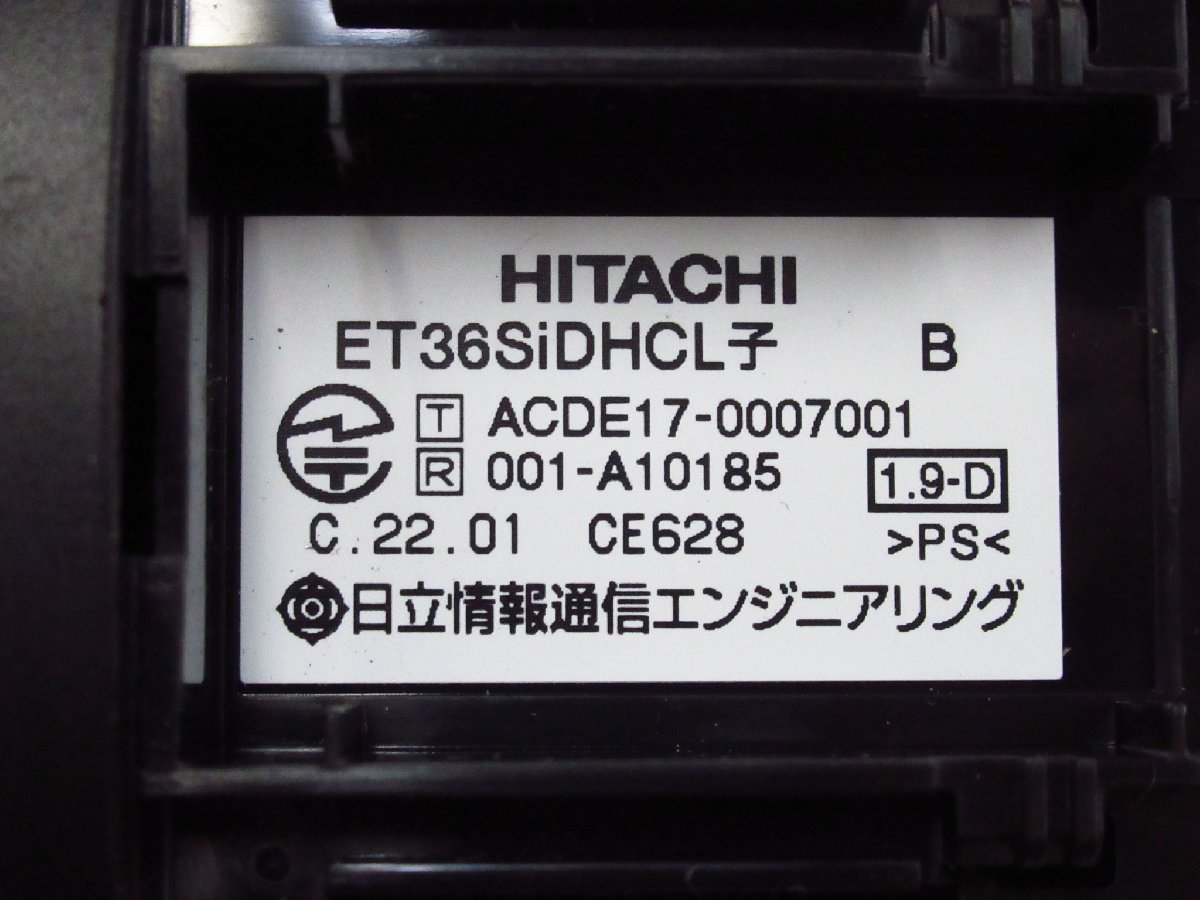 HITACHI
ET36SiDHCL子 B
T ACDE17-0007001
R 001-A10185 1.9-D
C.22.01 CE628 >PS<
日立情報通信エンジニアリング